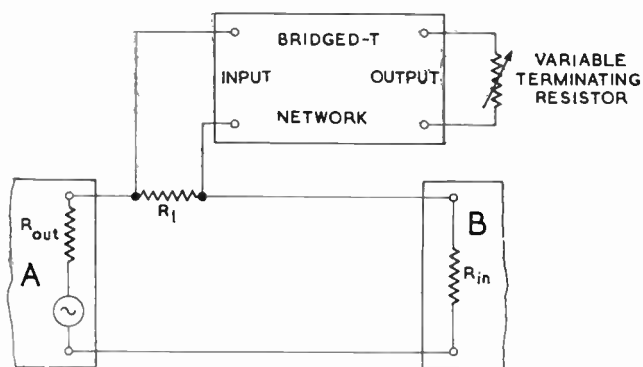 BRIDGED-T
INPUT
OUTPUT
NETWORK
VARIABLE
TERMINATING
RESISTOR
R1
Rout
A
B
Rin